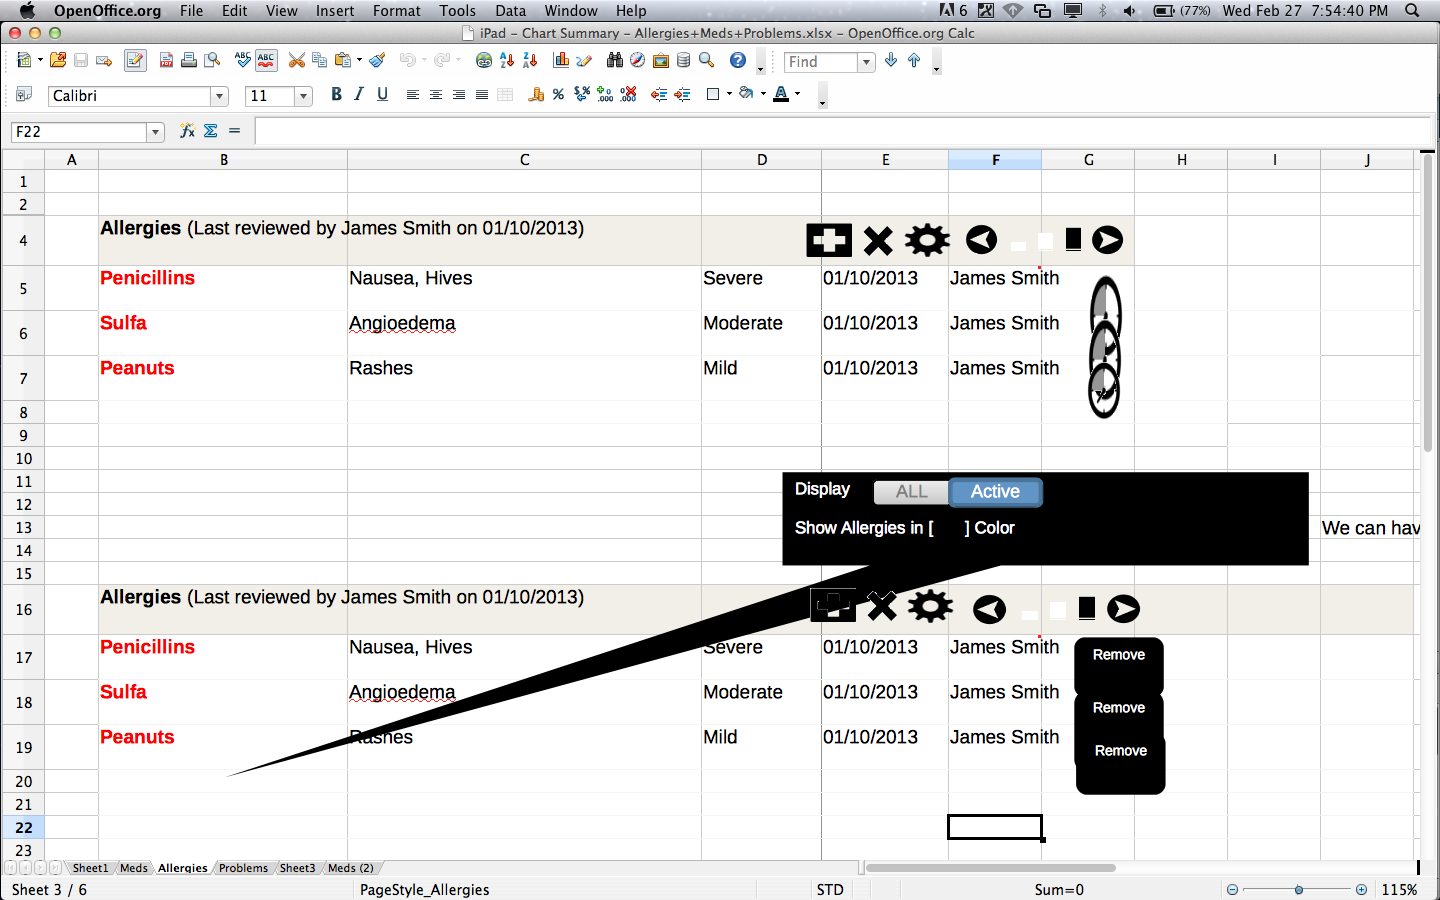 OpenOffice.org File Edit View Insert Format Tools Data Window Help 6 (77%) Wed Feb 27 7:54:40 PM
iPad – Chart Summary – Allergies+Meds+Problems.xlsx – OpenOffice.org Calc
Find
Calibri 11 B I U
F22
A B C D E F G H I J
1
2
4 Allergies (Last reviewed by James Smith on 01/10/2013)
5 Penicillins Nausea, Hives Severe 01/10/2013 James Smith
6 Sulfa Angioedema Moderate 01/10/2013 James Smith
7 Peanuts Rashes Mild 01/10/2013 James Smith
8
9
10
11 Display ALL Active
12
13 Show Allergies in [ ] Color We can hav
14
15
16 Allergies (Last reviewed by James Smith on 01/10/2013)
17 Penicillins Nausea, Hives Severe 01/10/2013 James Smith Remove
18 Sulfa Angioedema Moderate 01/10/2013 James Smith Remove
19 Peanuts Rashes Mild 01/10/2013 James Smith Remove
20
21
22
23
Sheet1 Meds Allergies Problems Sheet3 Meds (2)
Sheet 3 / 6 PageStyle_Allergies STD Sum=0 115%